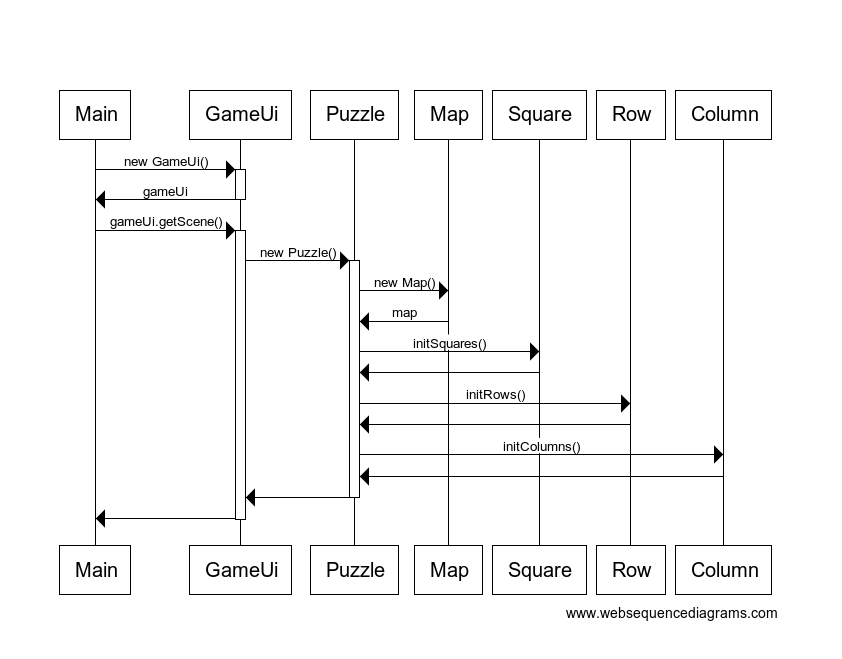 Main GameUi Puzzle Map Square Row Column
new GameUi()
gameUi
gameUi.getScene()
new Puzzle()
new Map()
map
initSquares()
initRows()
initColumns()
Main GameUi Puzzle Map Square Row Column
www.websequencediagrams.com